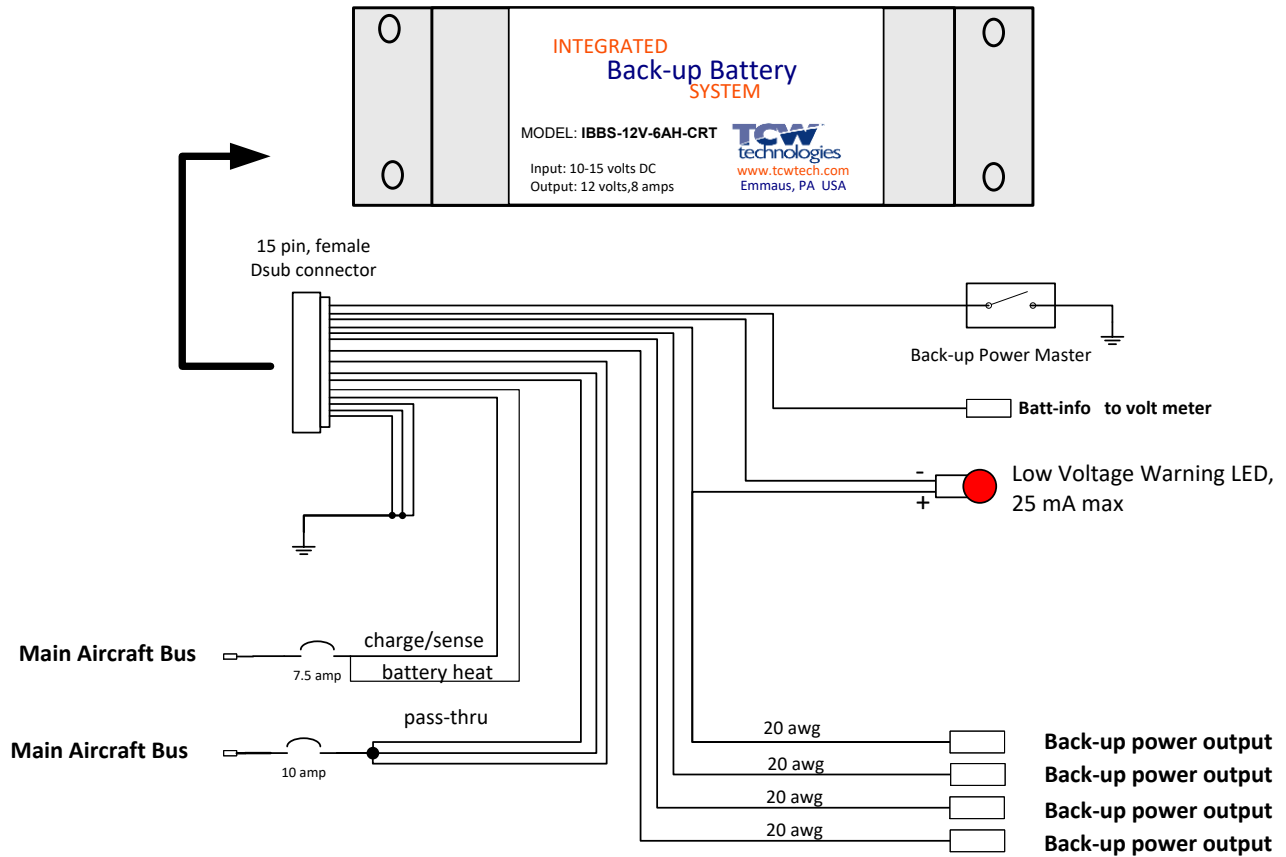 INTEGRATED
Back-up Battery
SYSTEM
MODEL: IBBS-12V-6AH-CRT
Input: 10-15 volts DC
Output: 12 volts,8 amps
TCW
technologies
www.tcwtech.com
Emmaus, PA USA
15 pin, female
Dsub connector
Back-up Power Master
Batt-info to volt meter
-
+
Low Voltage Warning LED,
25 mA max
Main Aircraft Bus
7.5 amp
charge/sense
battery heat
Main Aircraft Bus
10 amp
pass-thru
20 awg
Back-up power output
20 awg
Back-up power output
20 awg
Back-up power output
20 awg
Back-up power output